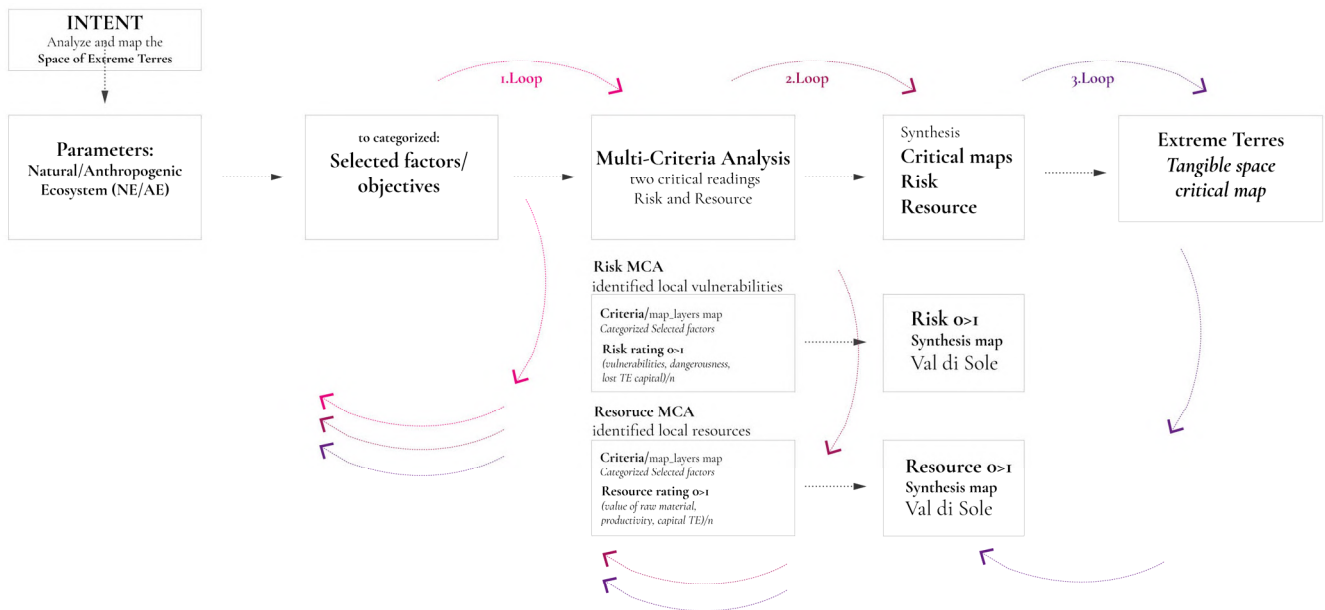 INTENT
Analyze and map the
Space of Extreme Terres
1.Loop
2.Loop
3.Loop
Parameters:
Natural/Anthropogenic
Ecosystem (NE/AE)
to categorized:
Selected factors/
objectives
Multi-Criteria Analysis
two critical readings
Risk and Resource
Synthesis
Critical maps
Risk
Resource
Extreme Terres
Tangible space
critical map
Risk MCA
identified local vulnerabilities
Criteria/map_layers map
Categorized Selected factors
Risk rating 0>1
(vulnerabilities, dangerousness,
lost TE capital)/n
Risk 0>1
Synthesis map
Val di Sole
Resoruce MCA
identified local resources
Criteria/map_layers map
Categorized Selected factors
Resource rating 0>1
(value of raw material,
productivity, capital TE)/n
Resource 0>1
Synthesis map
Val di Sole